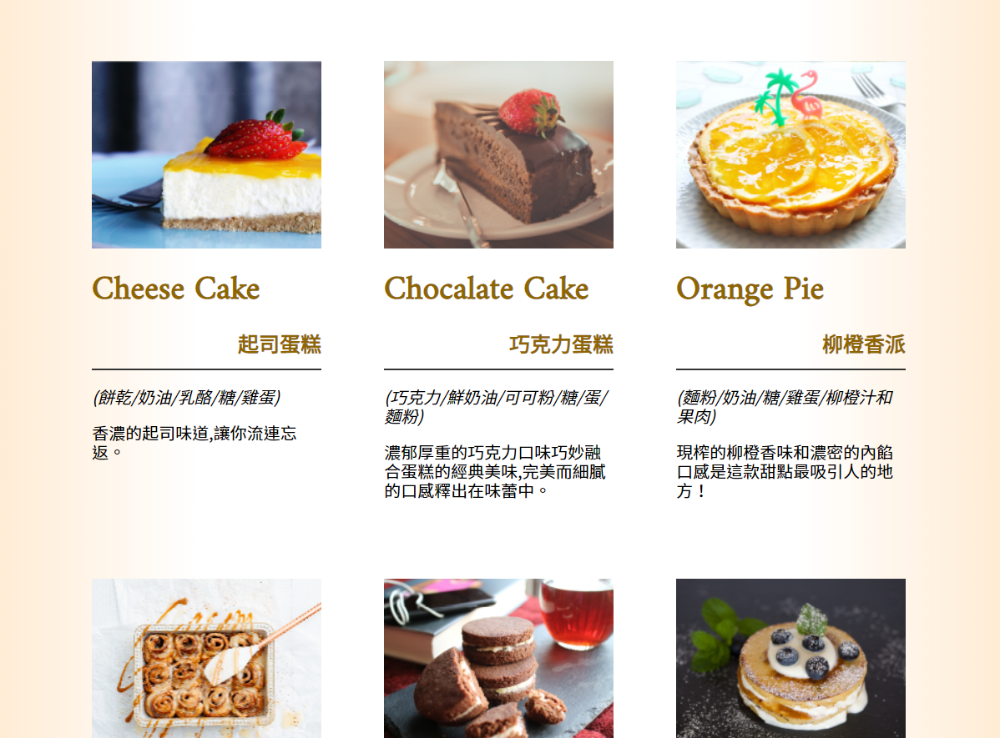 Cheese Cake
起司蛋糕
(餅乾/奶油/乳酪/糖/雞蛋)
香濃的起司味道,讓你流連忘
返。
Chocalate Cake
巧克力蛋糕
(巧克力/鮮奶油/可可粉/糖/蛋/
麵粉)
濃郁厚重的巧克力口味巧妙融
合蛋糕的經典美味,完美而細膩
的口感釋出在味蕾中。
Orange Pie
柳橙香派
(麵粉/奶油/糖/雞蛋/柳橙汁和
果肉)
現榨的柳橙香味和濃密的內餡
口感是這款甜點最吸引人的地
方！